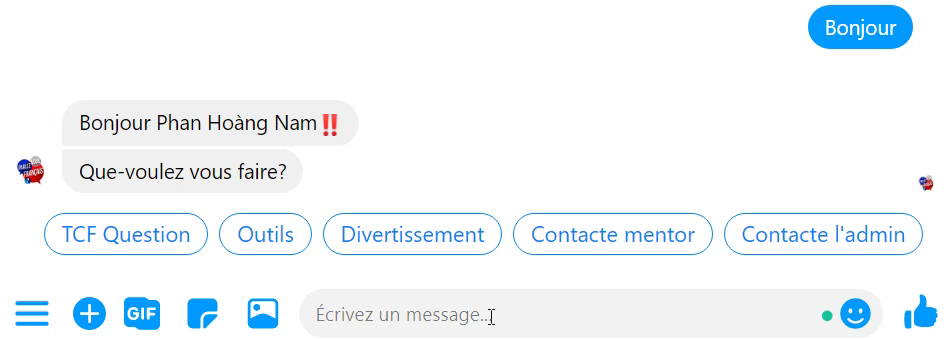 Bonjour
Bonjour Phan Hoàng Nam‼
Que-voulez vous faire?
TCF Question Outils Divertissement Contacte mentor Contacte l'admin
GIF Écrivez un message...